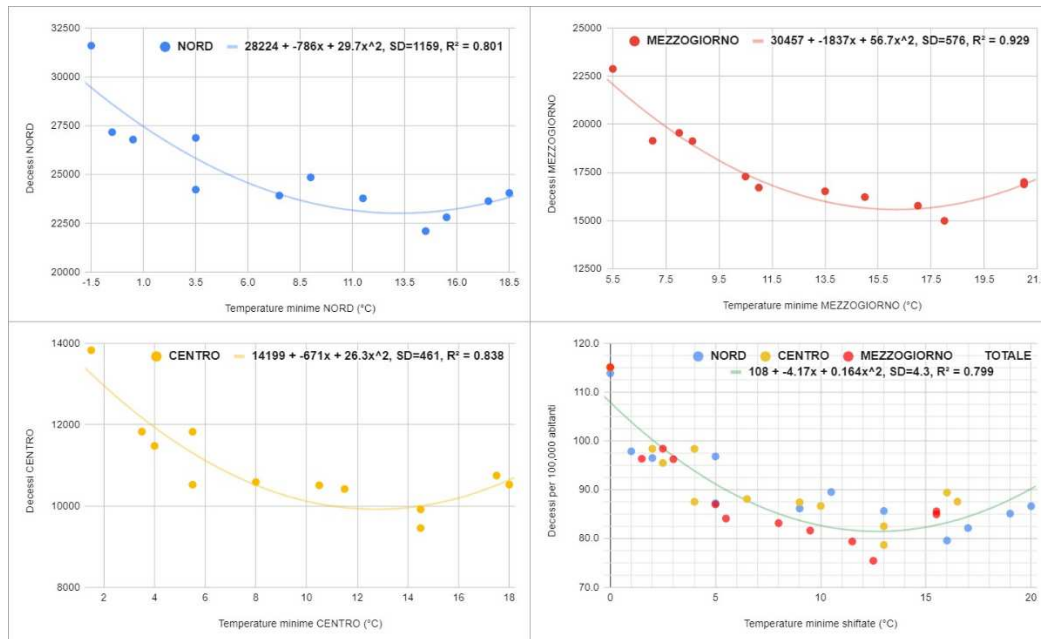 32500
NORD 28224 + -786x + 29.7x^2, SD=1159, R² = 0.801
30000
27500
25000
22500
20000
Decessi NORD
-1.5 1.0 3.5 6.0 8.5 11.0 13.5 16.0 18.5
Temperature minime NORD (°C)
25000
MEZZOGIORNO 30457 + -1837x + 56.7x^2, SD=576, R² = 0.929
22500
20000
17500
15000
12500
Decessi MEZZOGIORNO
5.5 7.5 9.5 11.5 13.5 15.5 17.5 19.5 21.
Temperature minime MEZZOGIORNO (°C)
14000
CENTRO 14199 + -671x + 26.3x^2, SD=461, R² = 0.838
12000
10000
8000
Decessi CENTRO
2 4 6 8 10 12 14 16 18
Temperature minime CENTRO (°C)
120.0
NORD CENTRO MEZZOGIORNO TOTALE
108 + -4.17x + 0.164x^2, SD=4.3, R² = 0.799
110.0
100.0
90.0
80.0
70.0
Decessi per 100,000 abitanti
0 5 10 15 20
Temperature minime shiftate (°C)